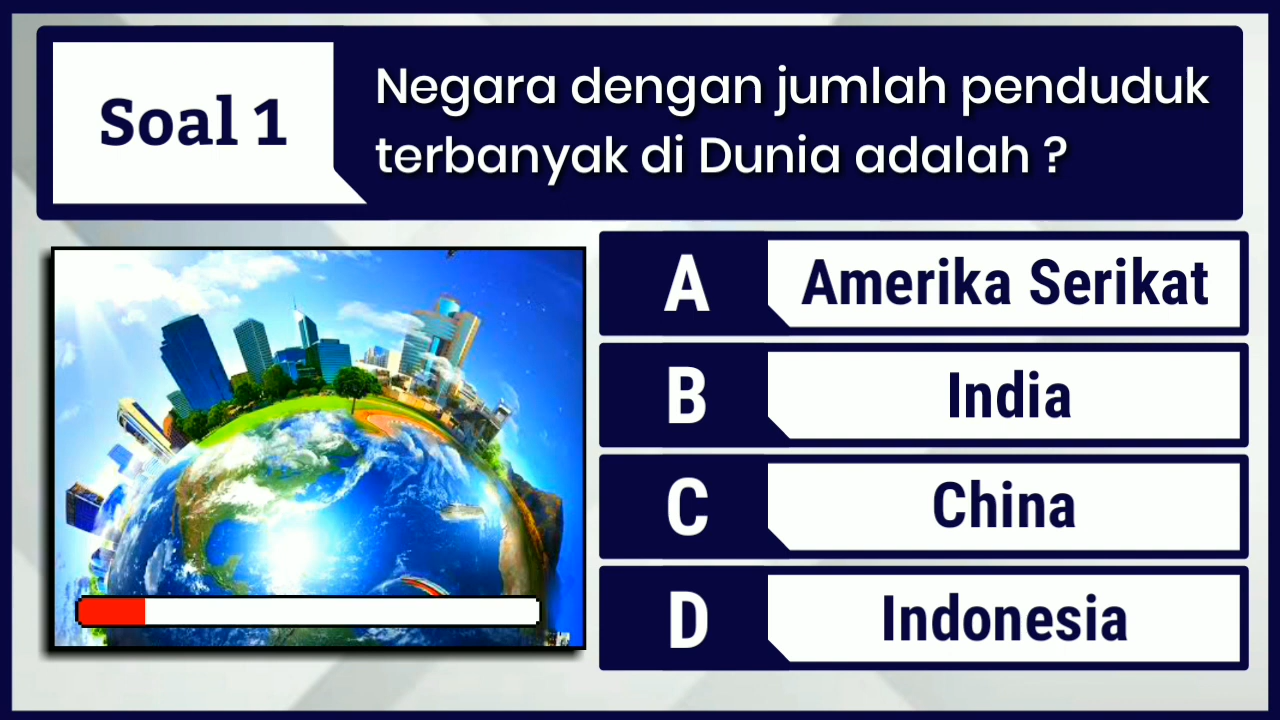 Soal 1
Negara dengan jumlah penduduk
terbanyak di Dunia adalah ?
A Amerika Serikat
B India
C China
D Indonesia